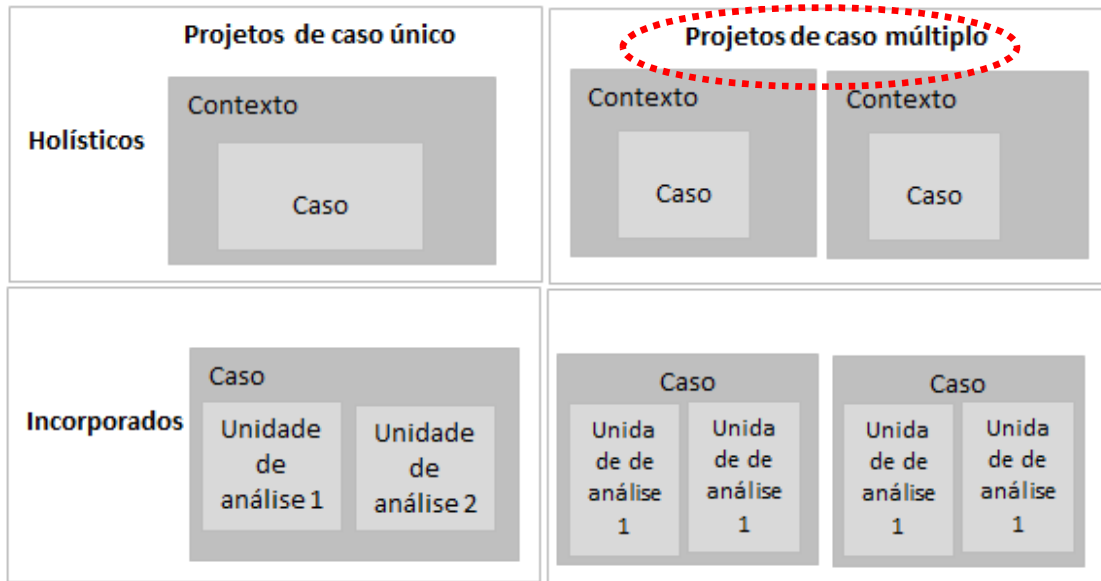 Projetos de caso único
Holísticos
Contexto
Caso
Projetos de caso múltiplo
Contexto
Caso
Contexto
Caso
Incorporados
Caso
Unidade
de
análise 1
Unidade
de
análise 2
Caso
Unida
de de
análise
1
Unida
de de
análise
1
Caso
Unida
de de
análise
1
Unida
de de
análise
1